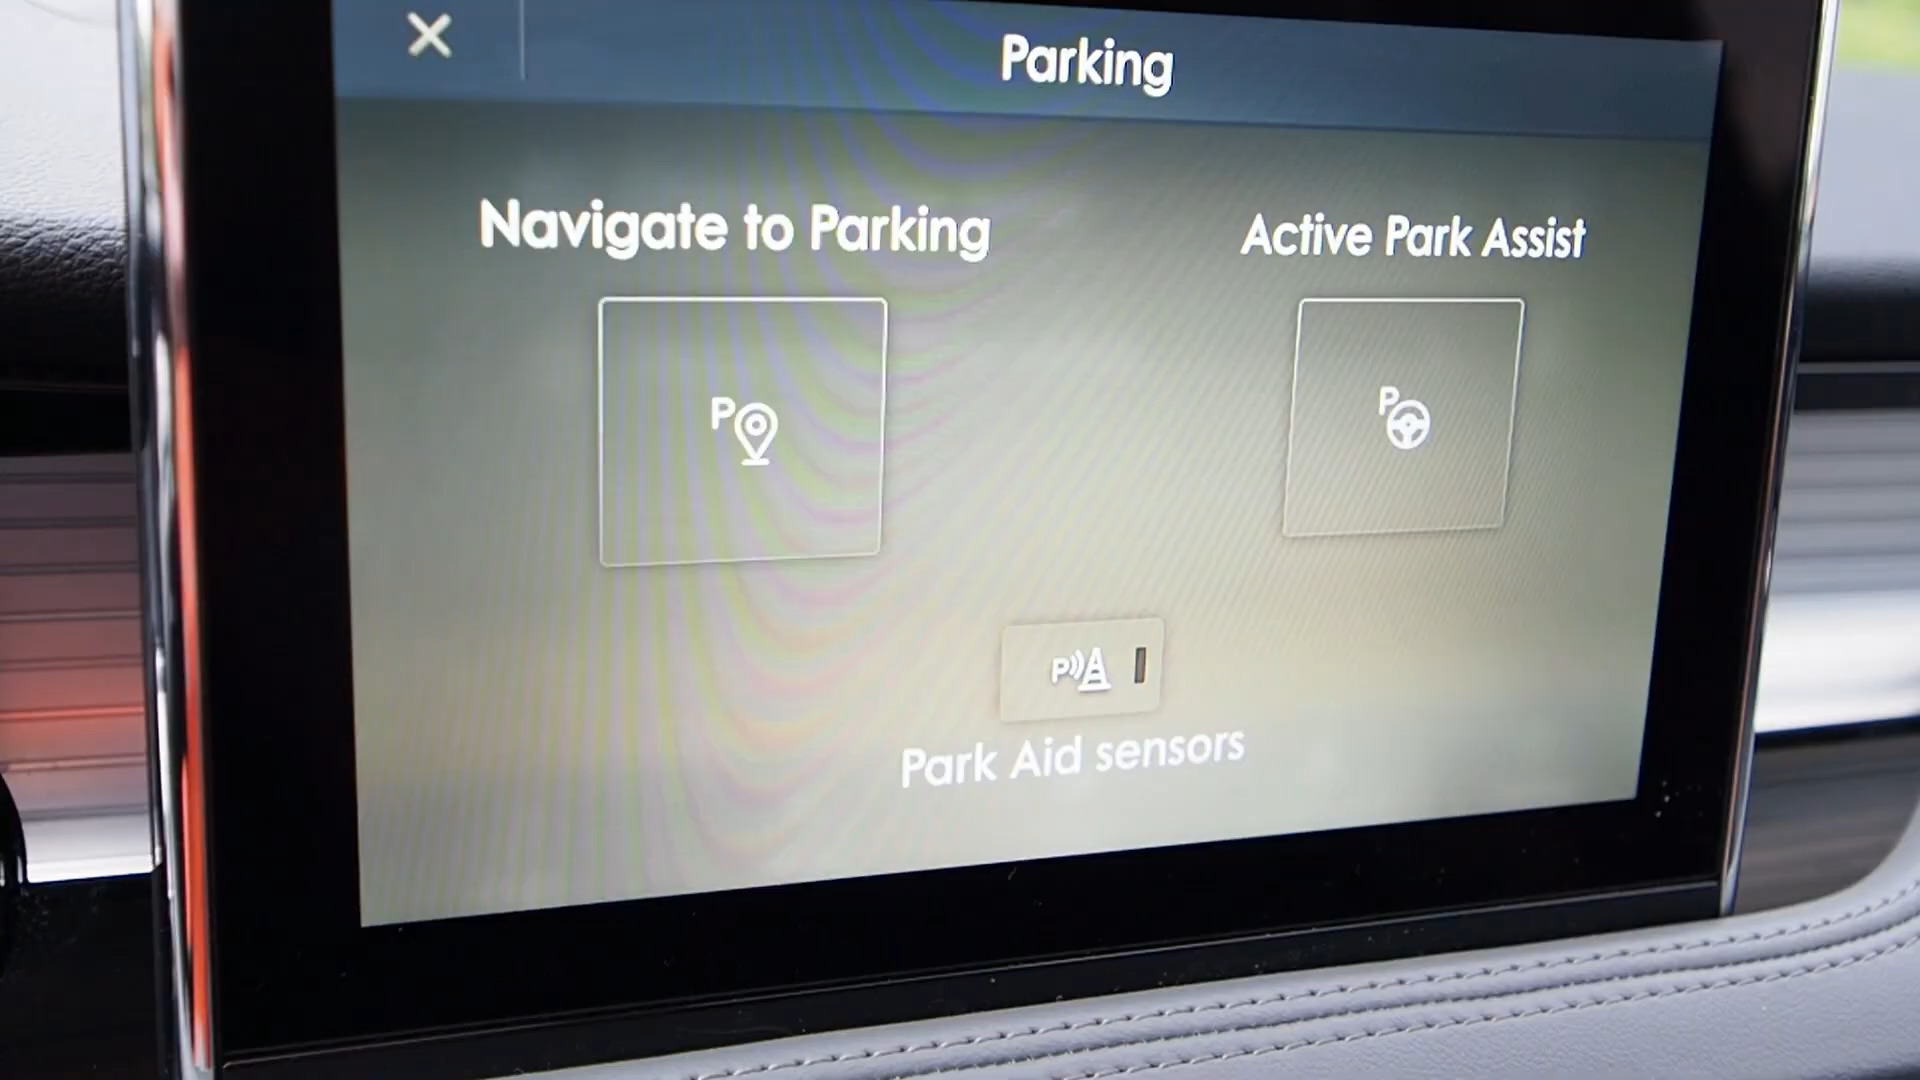 Parking
Navigate to Parking
Active Park Assist
P
P
P
Park Aid sensors